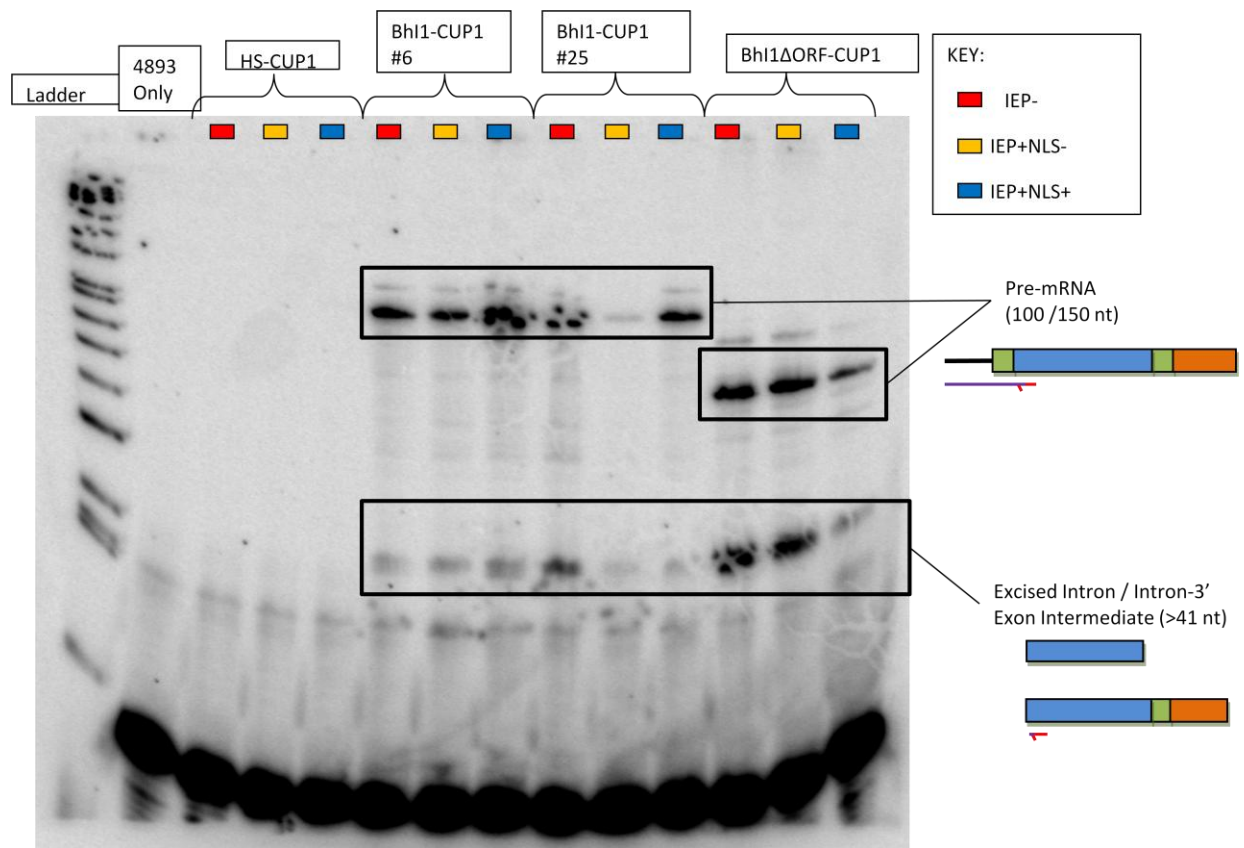 Ladder
4893
Only
HS-CUP1
BhI1-CUP1
#6
BhI1-CUP1
#25
BhI1ΔORF-CUP1
KEY:
IEP-
IEP+NLS-
IEP+NLS+
Pre-mRNA
(100 /150 nt)
Excised Intron / Intron-3’
Exon Intermediate (>41 nt)